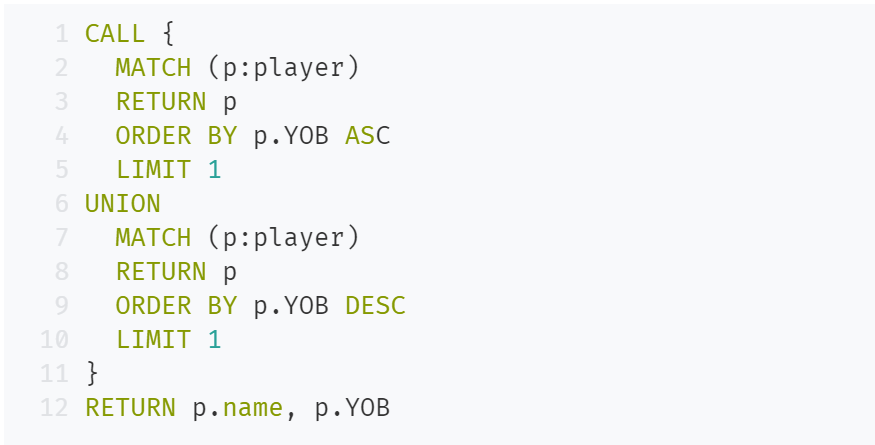 1 CALL {
2 MATCH (p:player)
3 RETURN p
4 ORDER BY p.YOB ASC
5 LIMIT 1
6 UNION
7 MATCH (p:player)
8 RETURN p
9 ORDER BY p.YOB DESC
10 LIMIT 1
11 }
12 RETURN p.name, p.YOB